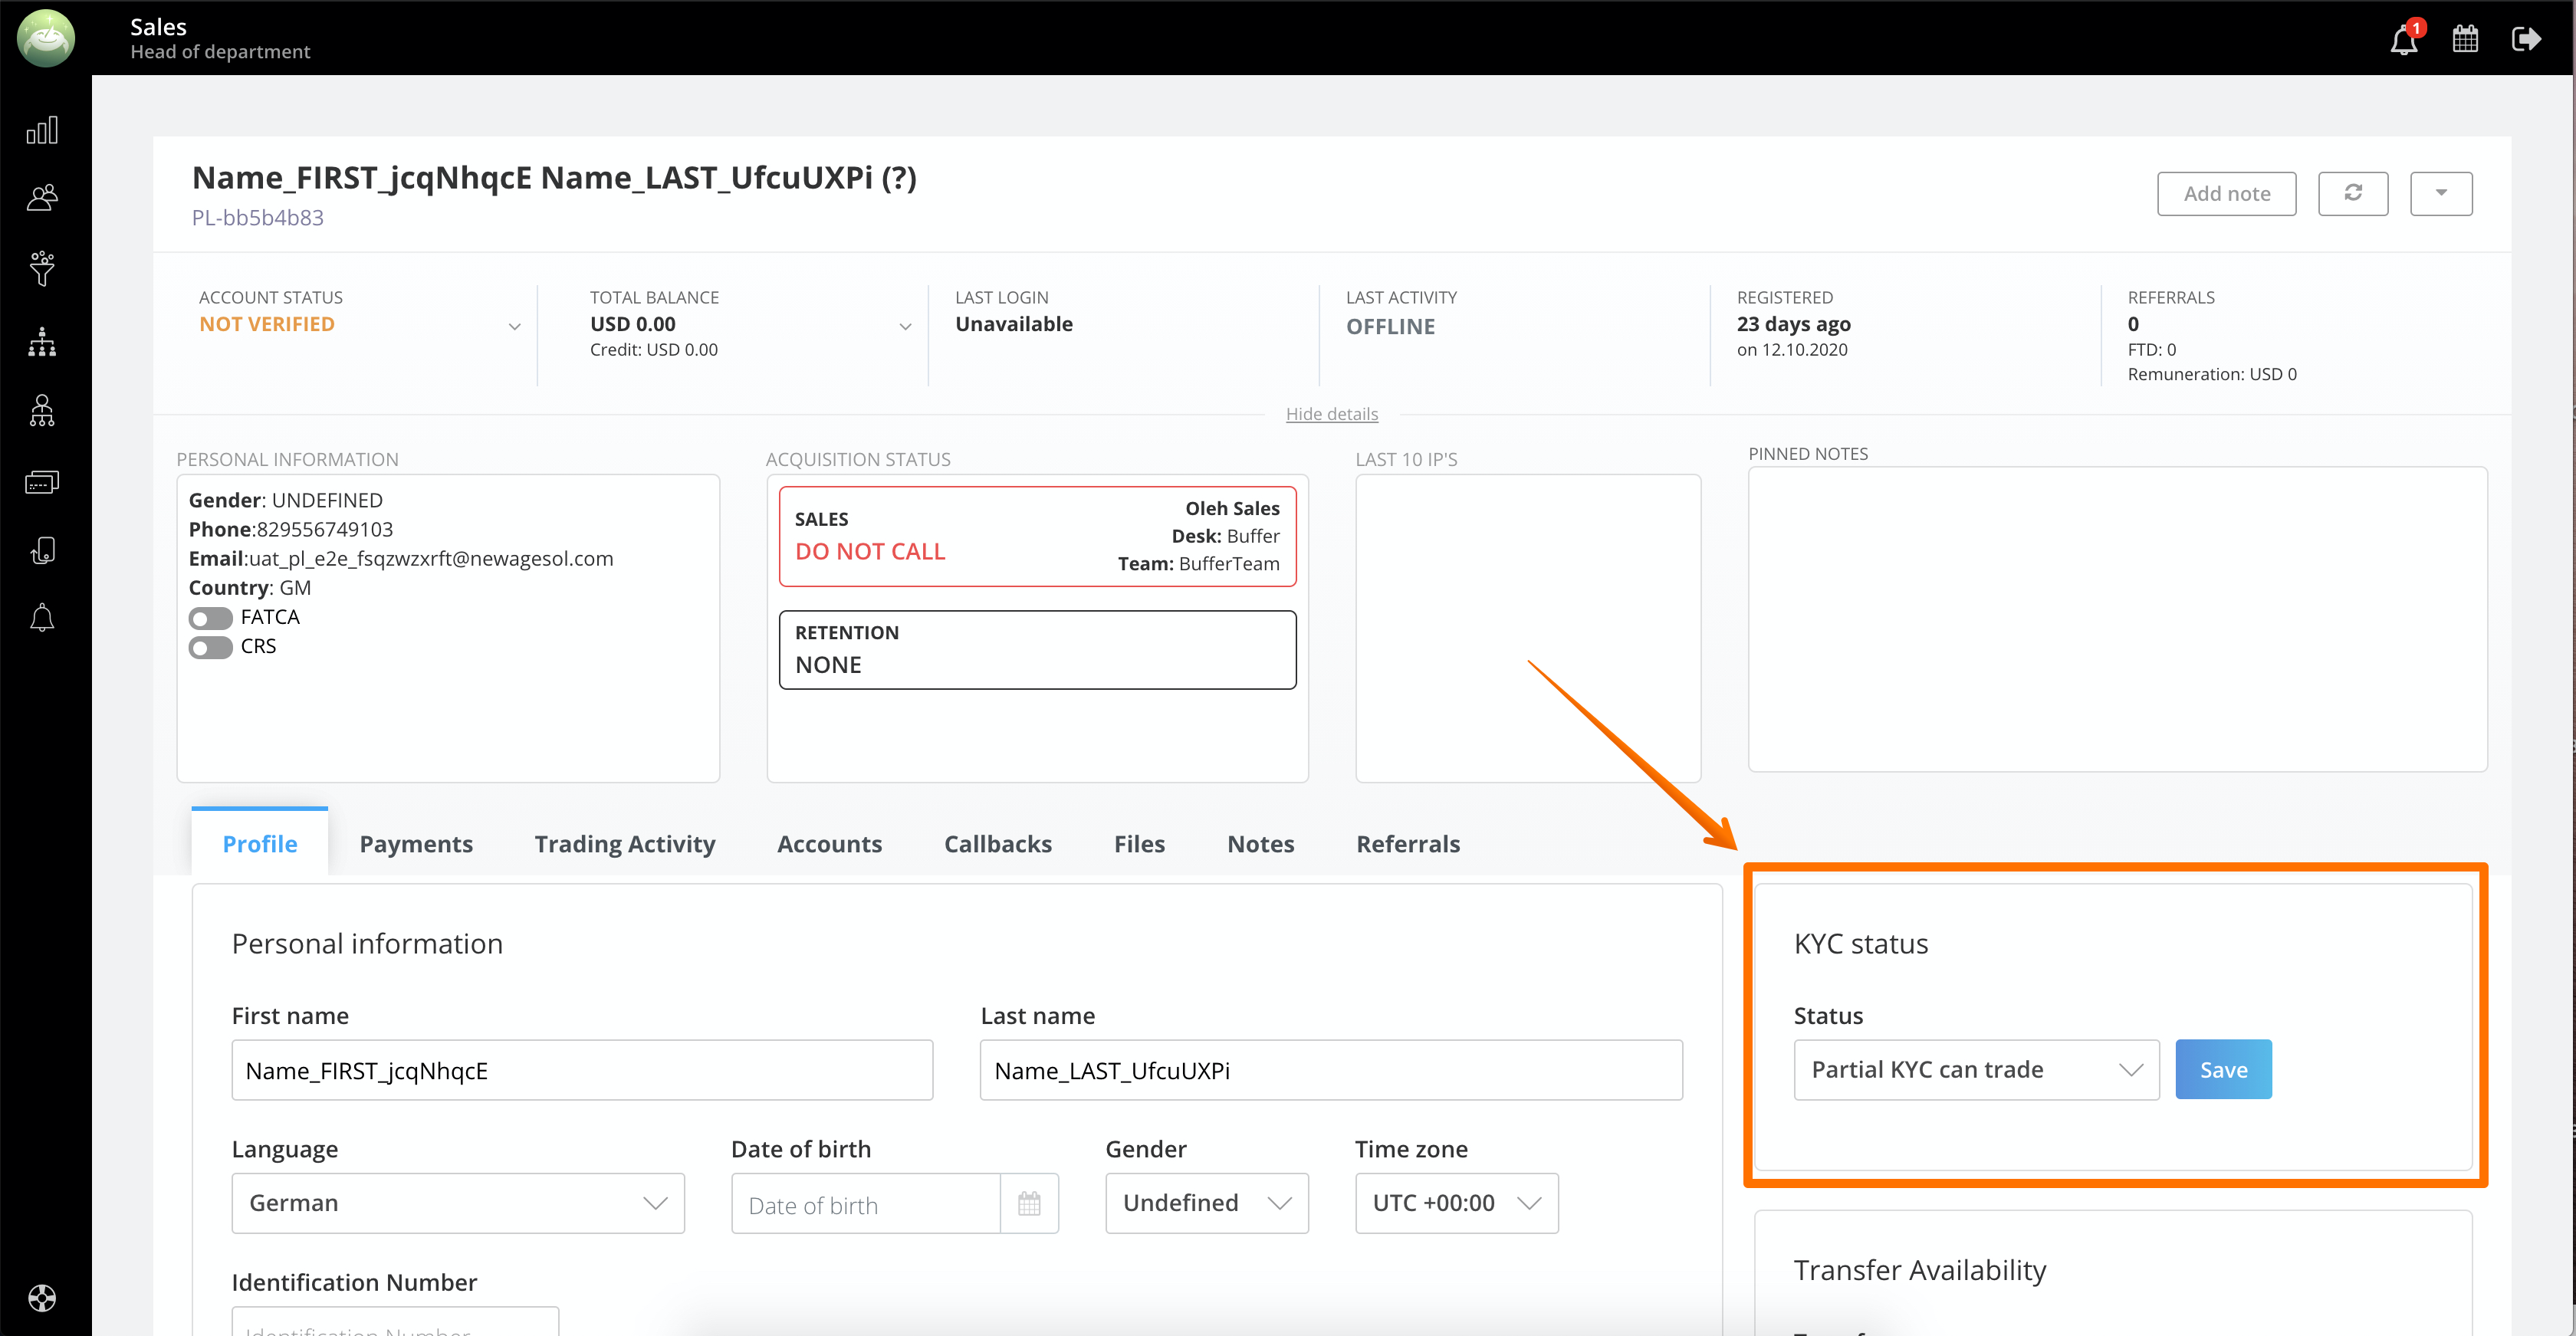 Sales
Head of department
1
Name_FIRST_jcqNhqcE Name_LAST_UfcuUXPi (?)
PL-bb5b4b83
Add note
ACCOUNT STATUS
NOT VERIFIED
TOTAL BALANCE
USD 0.00
Credit: USD 0.00
LAST LOGIN
Unavailable
LAST ACTIVITY
OFFLINE
REGISTERED
23 days ago
on 12.10.2020
REFERRALS
0
FTD: 0
Remuneration: USD 0
Hide details
PERSONAL INFORMATION
Gender: UNDEFINED
Phone:829556749103
Email:uat_pl_e2e_fsqzwzxrft@newagesol.com
Country: GM
FATCA
CRS
ACQUISITION STATUS
SALES
DO NOT CALL
Oleh Sales
Desk: Buffer
Team: BufferTeam
RETENTION
NONE
LAST 10 IP'S
PINNED NOTES
Profile
Payments
Trading Activity
Accounts
Callbacks
Files
Notes
Referrals
Personal information
First name
Name_FIRST_jcqNhqcE
Last name
Name_LAST_UfcuUXPi
Language
German
Date of birth
Date of birth
Gender
Undefined
Time zone
UTC +00:00
Identification Number
Identification Number
KYC status
Status
Partial KYC can trade
Save
Transfer Availability